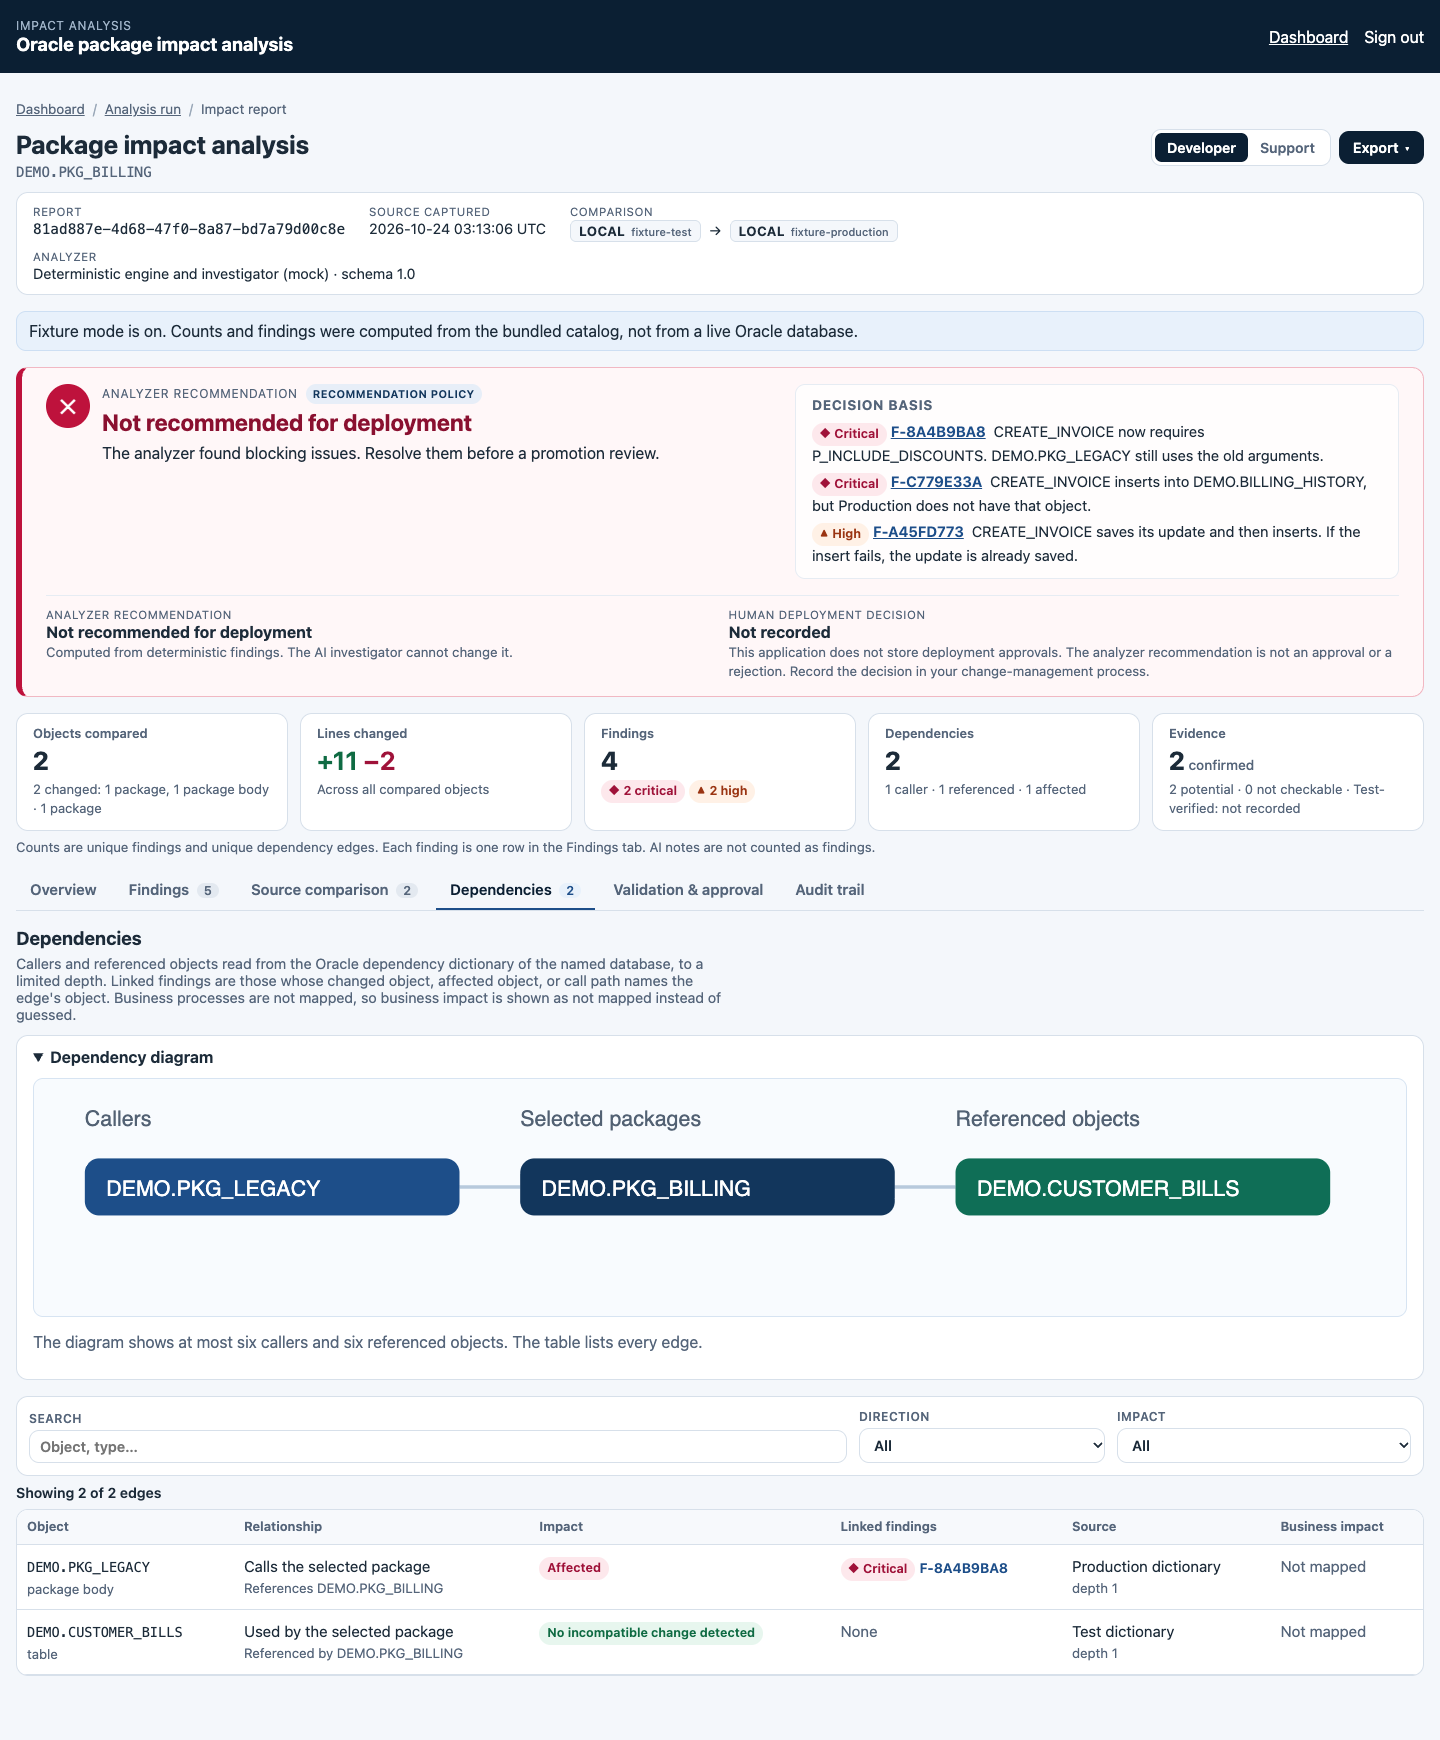 IMPACT ANALYSIS
Oracle package impact analysis
Dashboard
Sign out
Dashboard / Analysis run / Impact report
Package impact analysis
DEMO.PKG_BILLING
Developer
Support
Export
REPORT
81ad887e-4d68-47f0-8a87-bd7a79d00c8e
SOURCE CAPTURED
2026-10-24 03:13:06 UTC
COMPARISON
LOCAL fixture-test → LOCAL fixture-production
ANALYZER
Deterministic engine and investigator (mock) · schema 1.0
Fixture mode is on. Counts and findings were computed from the bundled catalog, not from a live Oracle database.
ANALYZER RECOMMENDATION RECOMMENDATION POLICY
Not recommended for deployment
The analyzer found blocking issues. Resolve them before a promotion review.
DECISION BASIS
◆ Critical F-8A4B9BA8 CREATE_INVOICE now requires
P_INCLUDE_DISCOUNTS. DEMO.PKG_LEGACY still uses the old arguments.
◆ Critical F-C779E33A CREATE_INVOICE inserts into DEMO.BILLING_HISTORY,
but Production does not have that object.
▲ High F-A45FD773 CREATE_INVOICE saves its update and then inserts. If the
insert fails, the update is already saved.
ANALYZER RECOMMENDATION
Not recommended for deployment
Computed from deterministic findings. The AI investigator cannot change it.
HUMAN DEPLOYMENT DECISION
Not recorded
This application does not store deployment approvals. The analyzer recommendation is not an approval or a
rejection. Record the decision in your change-management process.
Objects compared
2
2 changed: 1 package, 1 package body
· 1 package
Lines changed
+11 −2
Across all compared objects
Findings
4
◆ 2 critical ▲ 2 high
Dependencies
2
1 caller · 1 referenced · 1 affected
Evidence
2 confirmed
2 potential · 0 not checkable · Test-
verified: not recorded
Counts are unique findings and unique dependency edges. Each finding is one row in the Findings tab. AI notes are not counted as findings.
Overview
Findings 5
Source comparison 2
Dependencies 2
Validation & approval
Audit trail
Dependencies
Callers and referenced objects read from the Oracle dependency dictionary of the named database, to a
limited depth. Linked findings are those whose changed object, affected object, or call path names the
edge's object. Business processes are not mapped, so business impact is shown as not mapped instead of
guessed.
▼ Dependency diagram
Callers
Selected packages
Referenced objects
DEMO.PKG_LEGACY
DEMO.PKG_BILLING
DEMO.CUSTOMER_BILLS
The diagram shows at most six callers and six referenced objects. The table lists every edge.
SEARCH
Object, type...
DIRECTION
All
IMPACT
All
Showing 2 of 2 edges
Object
Relationship
Impact
Linked findings
Source
Business impact
DEMO.PKG_LEGACY
package body
Calls the selected package
References DEMO.PKG_BILLING
Affected
◆ Critical F-8A4B9BA8
Production dictionary
depth 1
Not mapped
DEMO.CUSTOMER_BILLS
table
Used by the selected package
Referenced by DEMO.PKG_BILLING
No incompatible change detected
None
Test dictionary
depth 1
Not mapped